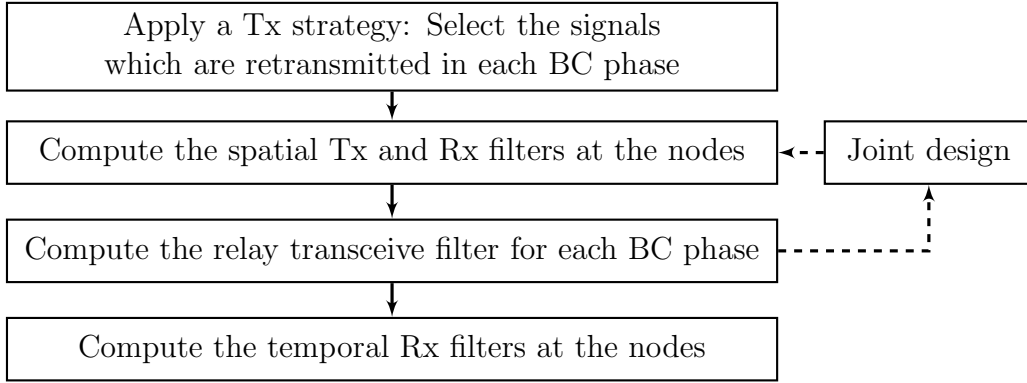 Apply a Tx strategy: Select the signals
which are retransmitted in each BC phase
Compute the spatial Tx and Rx filters at the nodes
Joint design
Compute the relay transceive filter for each BC phase
Compute the temporal Rx filters at the nodes